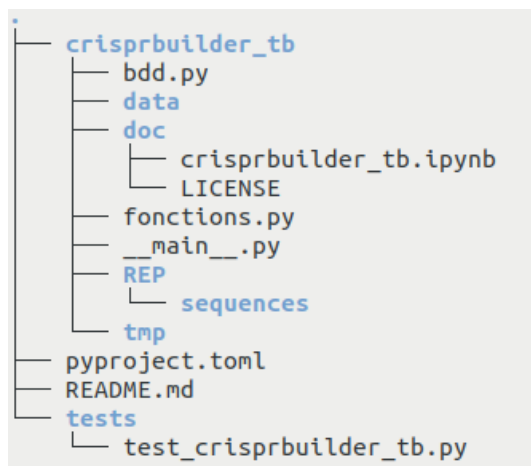 .
crisprbuilder_tb
bdd.py
data
doc
crisprbuilder_tb.ipynb
LICENSE
fonctions.py
__main__.py
REP
sequences
tmp
pyproject.toml
README.md
tests
test_crisprbuilder_tb.py